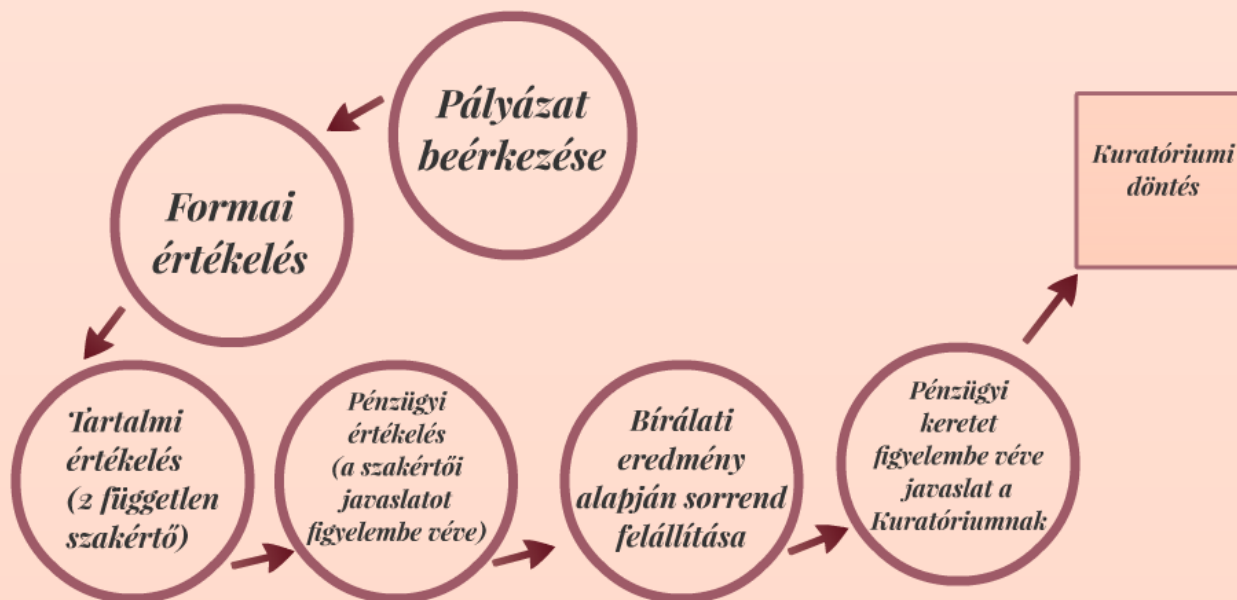 Pályázat
beérkezése
Formai
értékelés
Tartalmi
értékelés
(2 független
szakértő)
Pénzügyi
értékelés
(a szakértői
javaslatot
figyelembe véve)
Bírálati
eredmény
alapján sorrend
felállítása
Pénzügyi
keretet
figyelembe véve
javaslat a
Kuratóriumnak
Kuratóriumi
döntés